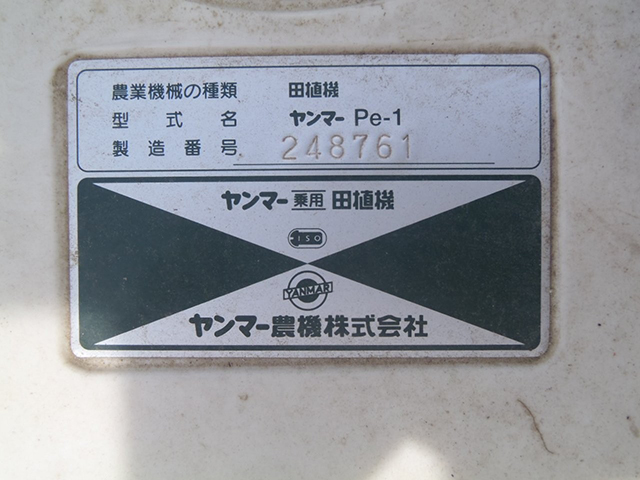 農業機械の種類 田植機
型式名 ヤンマー Pe-1
製造番号 248761
ヤンマー 乗用 田植機
ISO
YANMAR
ヤンマー農機株式会社